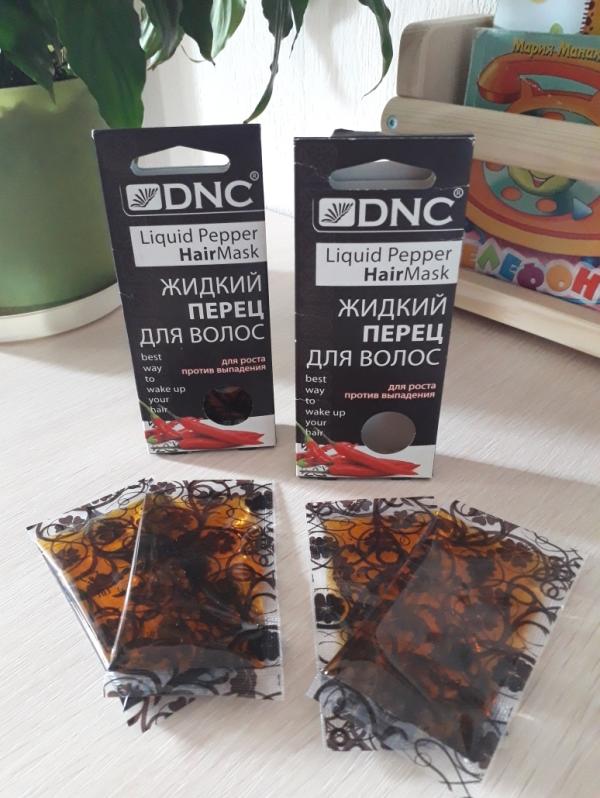 DNC®
Liquid Pepper
HairMask
ЖИДКИЙ
ПЕРЕЦ
ДЛЯ ВОЛОС
best
way
to
wake up
your
hair
для роста
против выпадения
DNC®
Liquid Pepper
HairMask
ЖИДКИЙ
ПЕРЕЦ
ДЛЯ ВОЛОС
best
way
to
wake up
your
hair
для роста
против выпадения
Мария Манак
ЕЛЕФОН